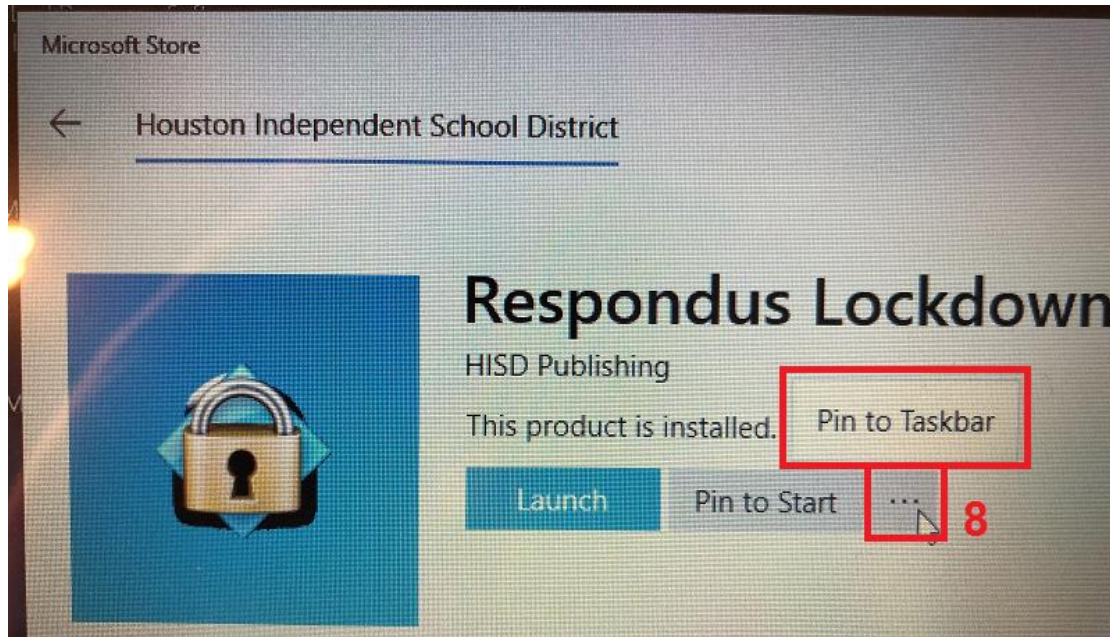 Microsoft Store
Houston Independent School District
Respondus Lockdown
HISD Publishing
This product is installed.
Pin to Taskbar
Launch
Pin to Start
...
8